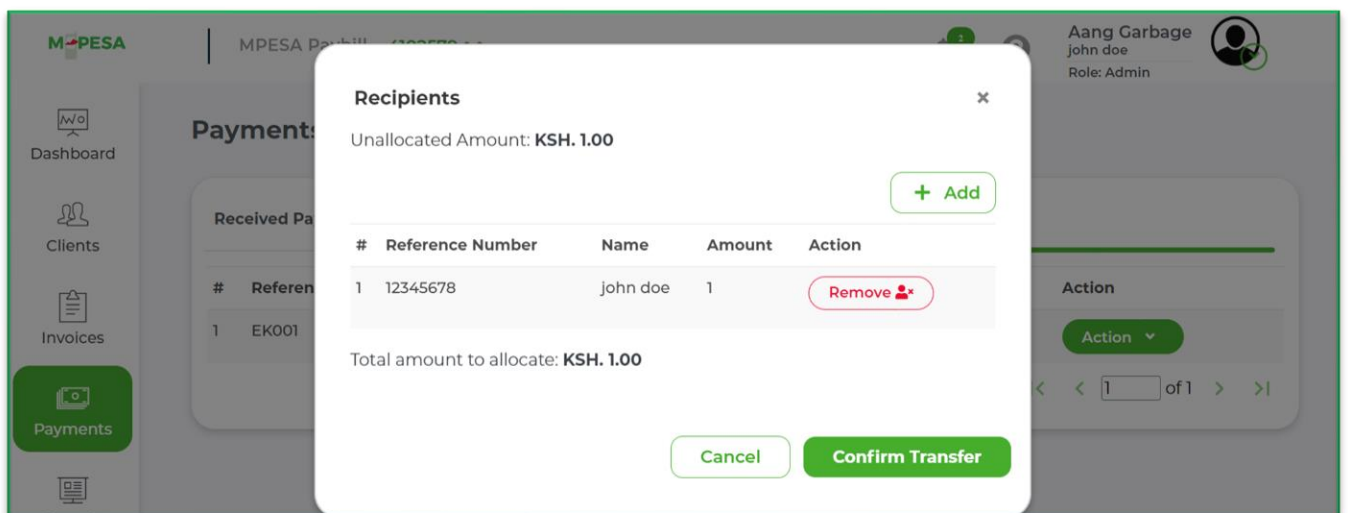 M-PESA
MPESA Paybill
2
Aang Garbage
john doe
Role: Admin
Dashboard
Clients
Invoices
Payments
Payments
Received Pa
# Referen Action
1 EK001 Action
1 of 1
Recipients ×
Unallocated Amount: KSH. 1.00
+ Add
# Reference Number Name Amount Action
1 12345678 john doe 1 Remove
Total amount to allocate: KSH. 1.00
Cancel Confirm Transfer